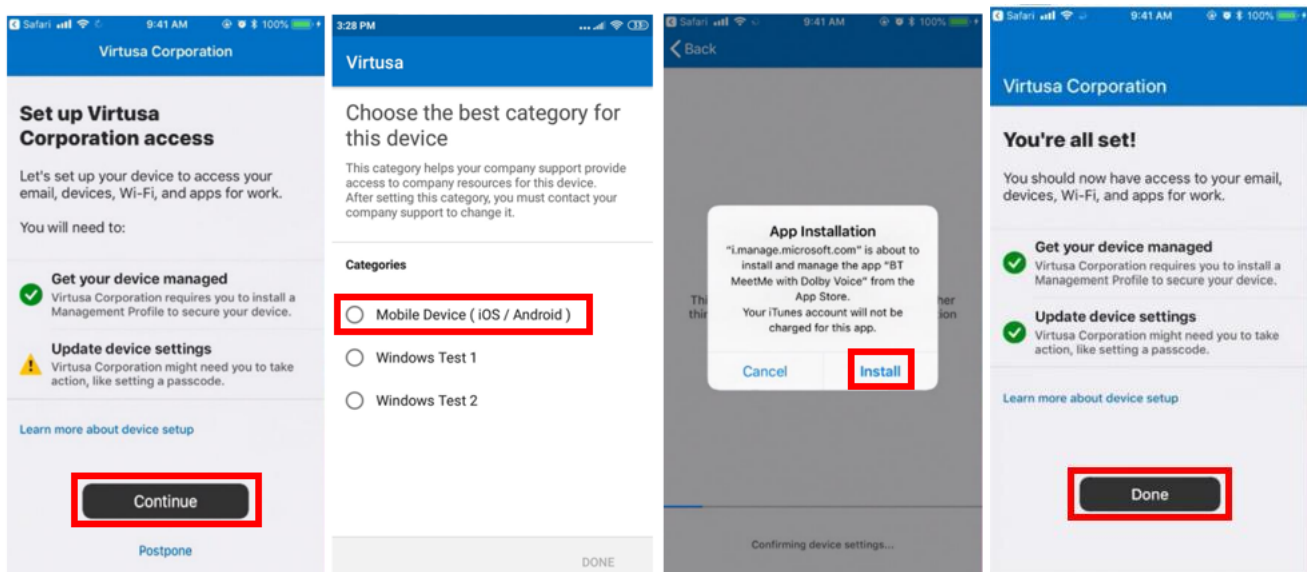 Safari 9:41 AM 100%
Virtusa Corporation
Set up Virtusa
Corporation access
Let's set up your device to access your
email, devices, Wi-Fi, and apps for work.
You will need to:
Get your device managed
Virtusa Corporation requires you to install a
Management Profile to secure your device.
Update device settings
Virtusa Corporation might need you to take
action, like setting a passcode.
Learn more about device setup
Continue
Postpone
3:28 PM
Virtusa
Choose the best category for
this device
This category helps your company support provide
access to company resources for this device.
After setting this category, you must contact your
company support to change it.
Categories
Mobile Device ( iOS / Android )
Windows Test 1
Windows Test 2
DONE
Safari 9:41 AM 100%
Back
App Installation
"i.manage.microsoft.com" is about to
install and manage the app "BT
MeetMe with Dolby Voice" from the
App Store.
Your iTunes account will not be
charged for this app.
Cancel Install
Confirming device settings...
Safari 9:41 AM 100%
Virtusa Corporation
You're all set!
You should now have access to your email,
devices, Wi-Fi, and apps for work.
Get your device managed
Virtusa Corporation requires you to install a
Management Profile to secure your device.
Update device settings
Virtusa Corporation might need you to take
action, like setting a passcode.
Learn more about device setup
Done